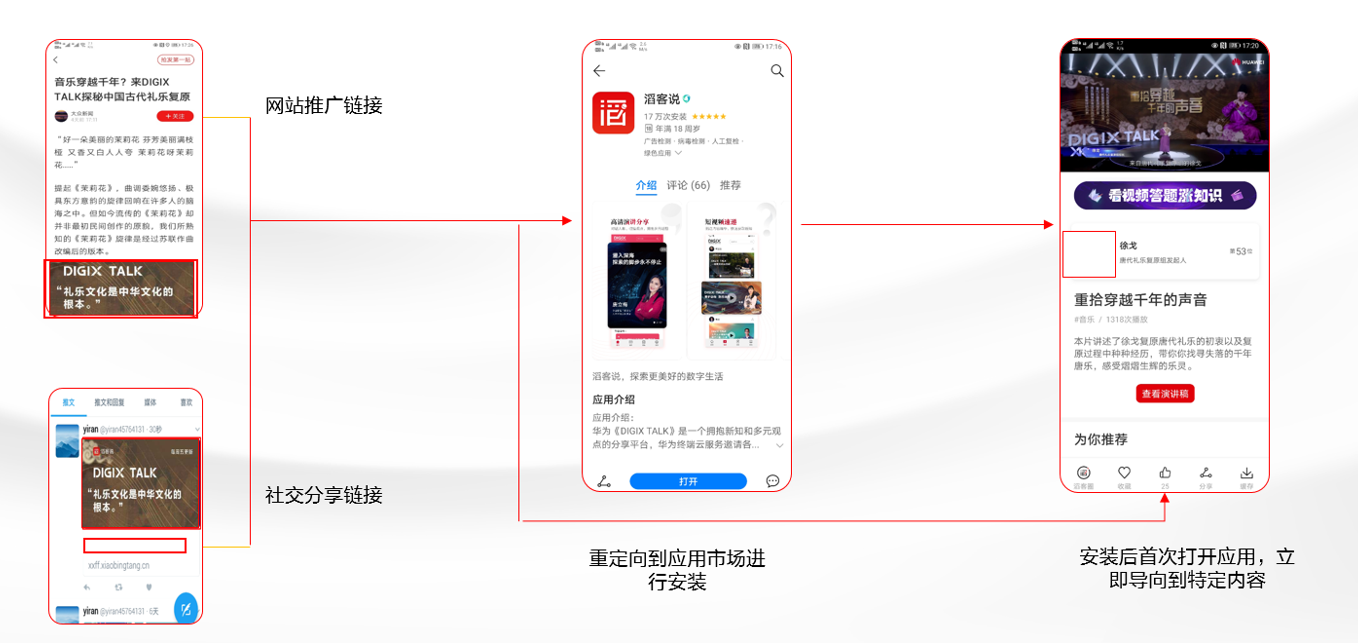 17:26
知友第一起
音乐穿越千年？来DIGIX
TALK探秘中国古代礼乐复原
大众新闻
+ 关注
“好一朵美丽的茉莉花 芬芳美丽满枝
桠 又香又白人人夸 茉莉花呀茉莉
花……”
提起《茉莉花》，曲调委婉悠扬、极
具东方意韵的旋律回响在许多人的脑
海之中。但如今流传的《茉莉花》却
并非最初民间创作的原貌，我们所熟
知的《茉莉花》旋律是经过苏联作曲
改编后的版本。
DIGIX TALK
“礼乐文化是中华文化的
根本。”
网站推广链接
推文 推文和回复 媒体 喜欢
yiran @yiran45764131 · 30秒
DIGIX TALK
“礼乐文化是中华文化的
根本。”
xxff.xiaobingtang.cn
yiran @yiran45764131 · 6天
社交分享链接
17:16
滔客说
17 万次安装 ★★★★★
年满 18 周岁
广告检测 · 病毒检测 · 人工复检 ·
绿色应用
介绍 评论 (66) 推荐
高清演讲分享
短视频速递
DIGIX
潜入深海
探索的脚步永不停止
滔客说，探索更美好的数字生活
应用介绍
应用介绍：
华为《DIGIX TALK》是一个拥抱新知和多元观
点的分享平台，华为终端云服务邀请各...
打开
重定向到应用市场进
行安装
17:20
HUAWEI
重拾穿越
千年的声音
DIGIX TALK
看视频答题涨知识
徐戈
唐代礼乐复原组发起人
第53位
重拾穿越千年的声音
#音乐 / 1318次播放
本片讲述了徐戈复原唐代礼乐的初衷以及复
原过程中种种经历，带你你找寻失落的千年
唐乐，感受熠熠生辉的乐灵。
查看演讲稿
为你推荐
滔客圈 收藏 25 分享 缓存
安装后首次打开应用，立
即导向到特定内容